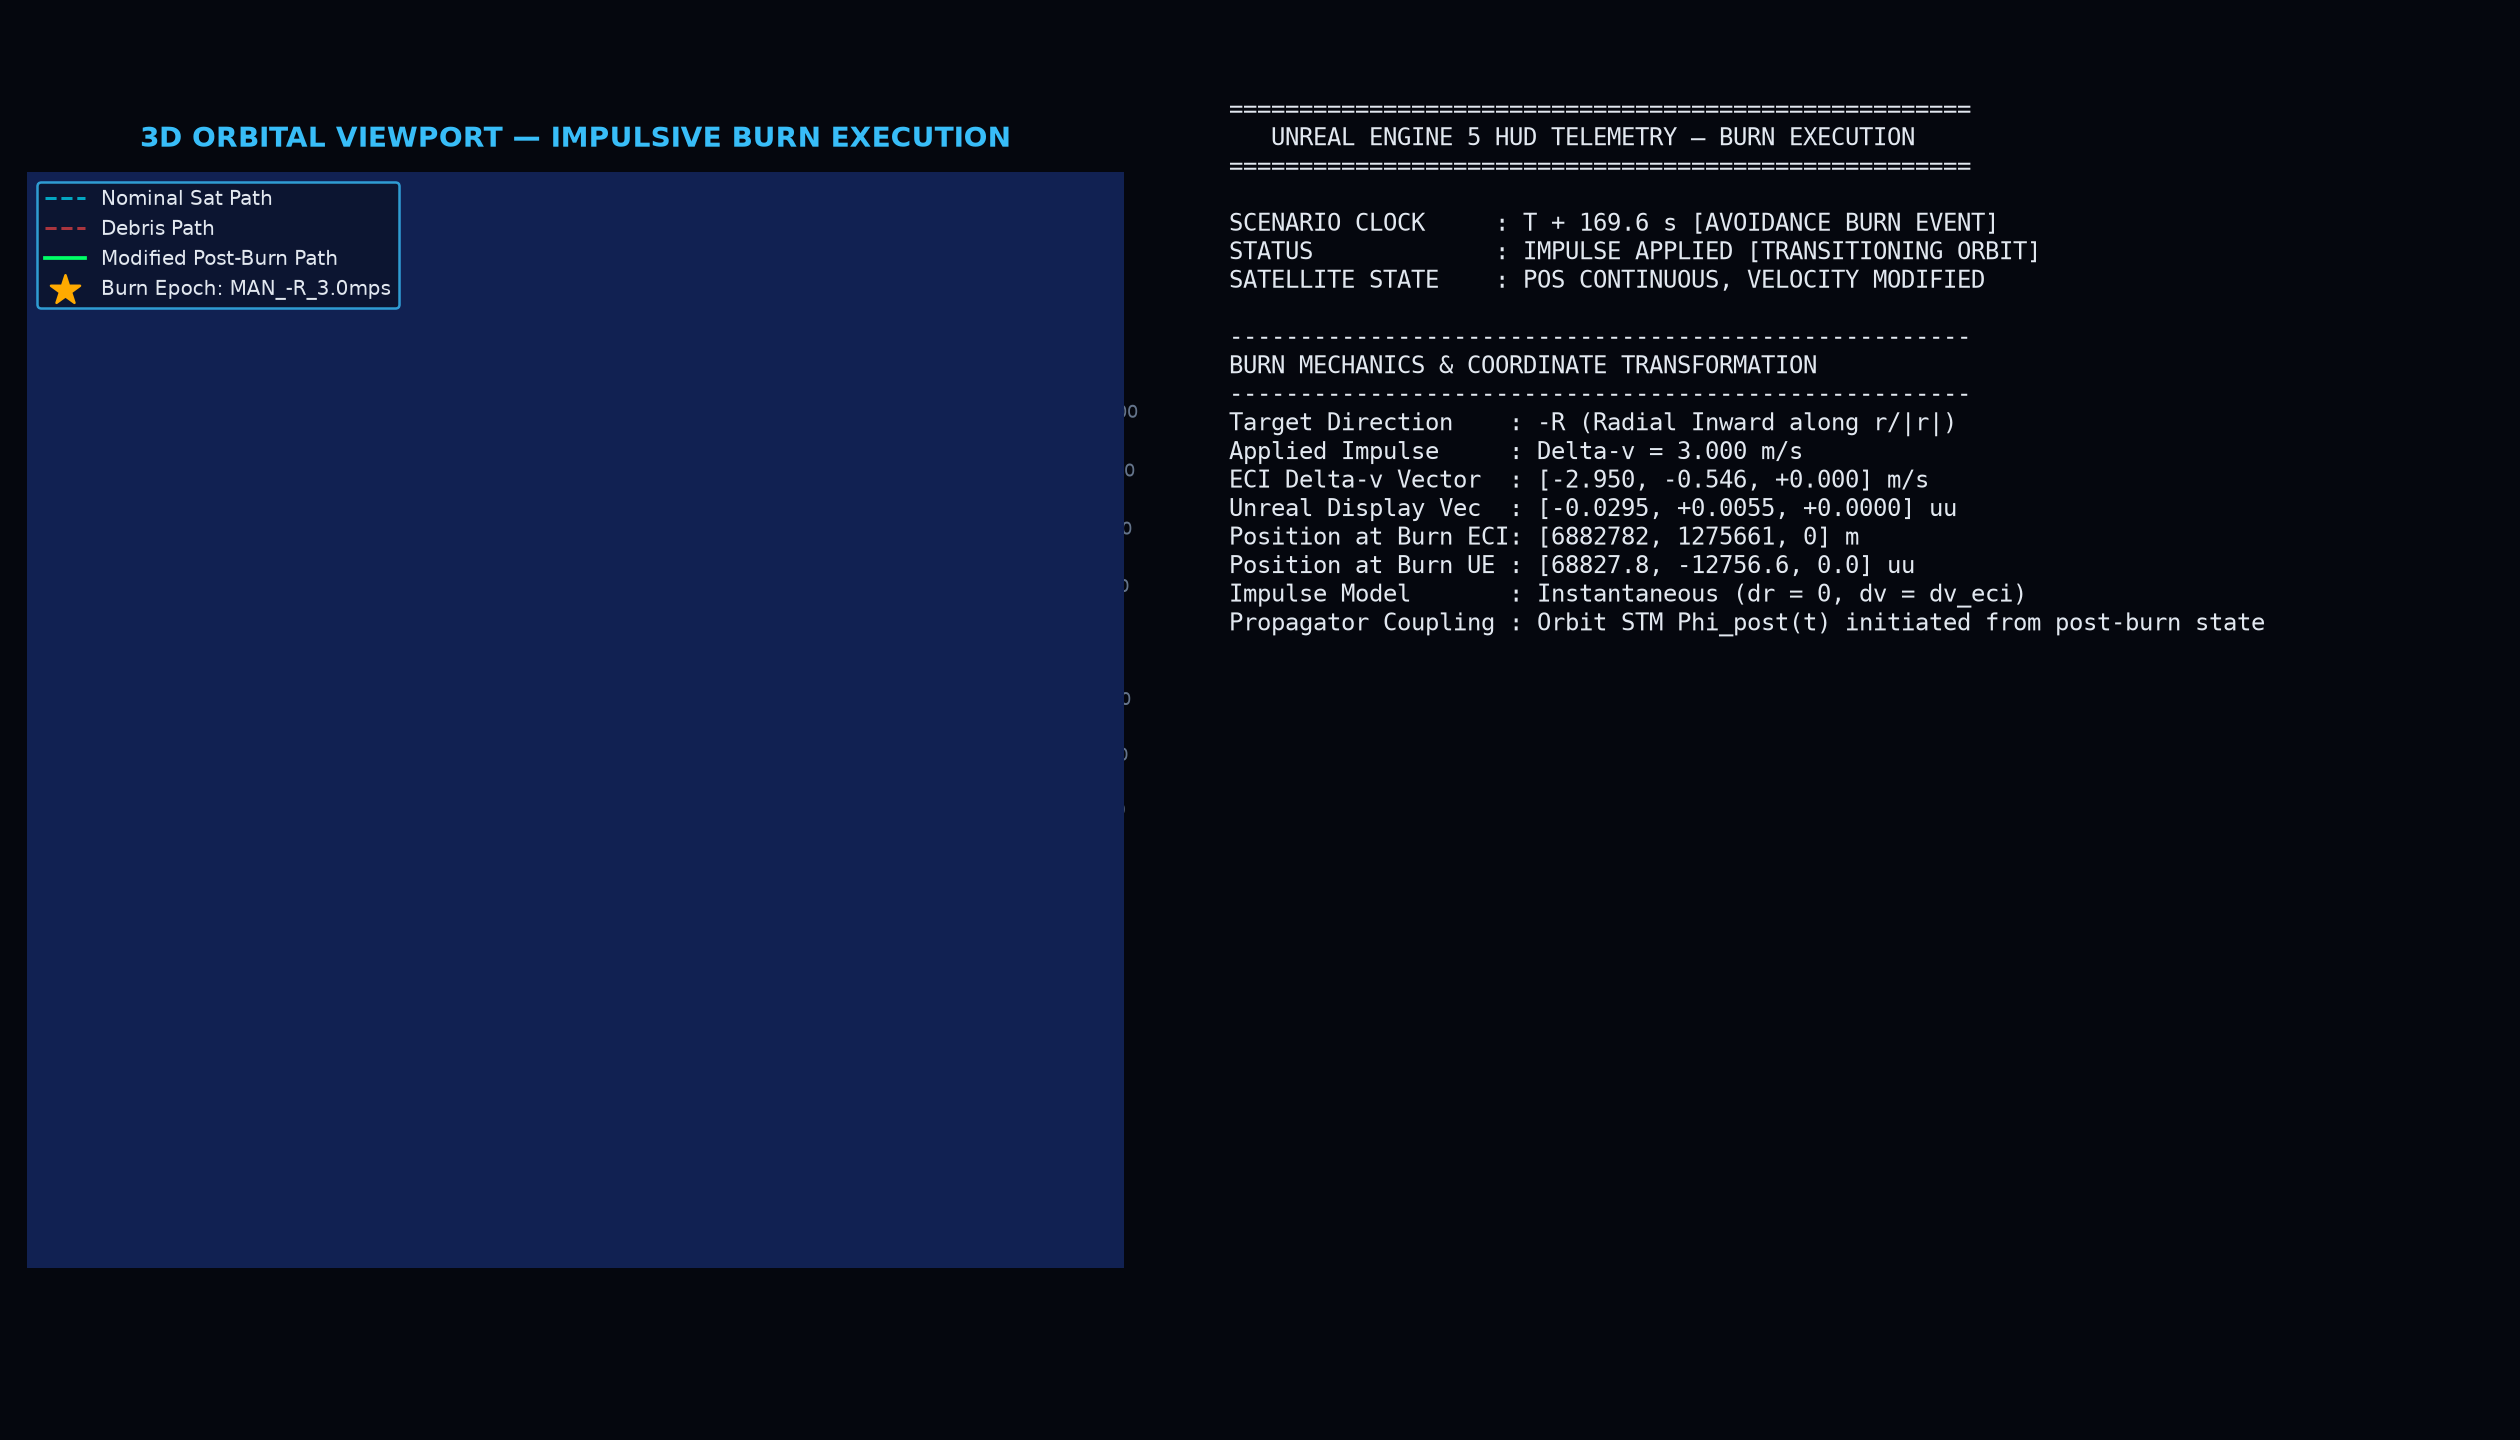 3D ORBITAL VIEWPORT — IMPULSIVE BURN EXECUTION
Nominal Sat Path
Debris Path
Modified Post-Burn Path
Burn Epoch: MAN_-R_3.0mps
=====================================================
UNREAL ENGINE 5 HUD TELEMETRY — BURN EXECUTION
=====================================================
SCENARIO CLOCK     : T + 169.6 s [AVOIDANCE BURN EVENT]
STATUS             : IMPULSE APPLIED [TRANSITIONING ORBIT]
SATELLITE STATE    : POS CONTINUOUS, VELOCITY MODIFIED
-----------------------------------------------------
BURN MECHANICS & COORDINATE TRANSFORMATION
-----------------------------------------------------
Target Direction    : -R (Radial Inward along r/|r|)
Applied Impulse     : Delta-v = 3.000 m/s
ECI Delta-v Vector  : [-2.950, -0.546, +0.000] m/s
Unreal Display Vec  : [-0.0295, +0.0055, +0.0000] uu
Position at Burn ECI: [6882782, 1275661, 0] m
Position at Burn UE : [68827.8, -12756.6, 0.0] uu
Impulse Model       : Instantaneous (dr = 0, dv = dv_eci)
Propagator Coupling : Orbit STM Phi_post(t) initiated from post-burn state